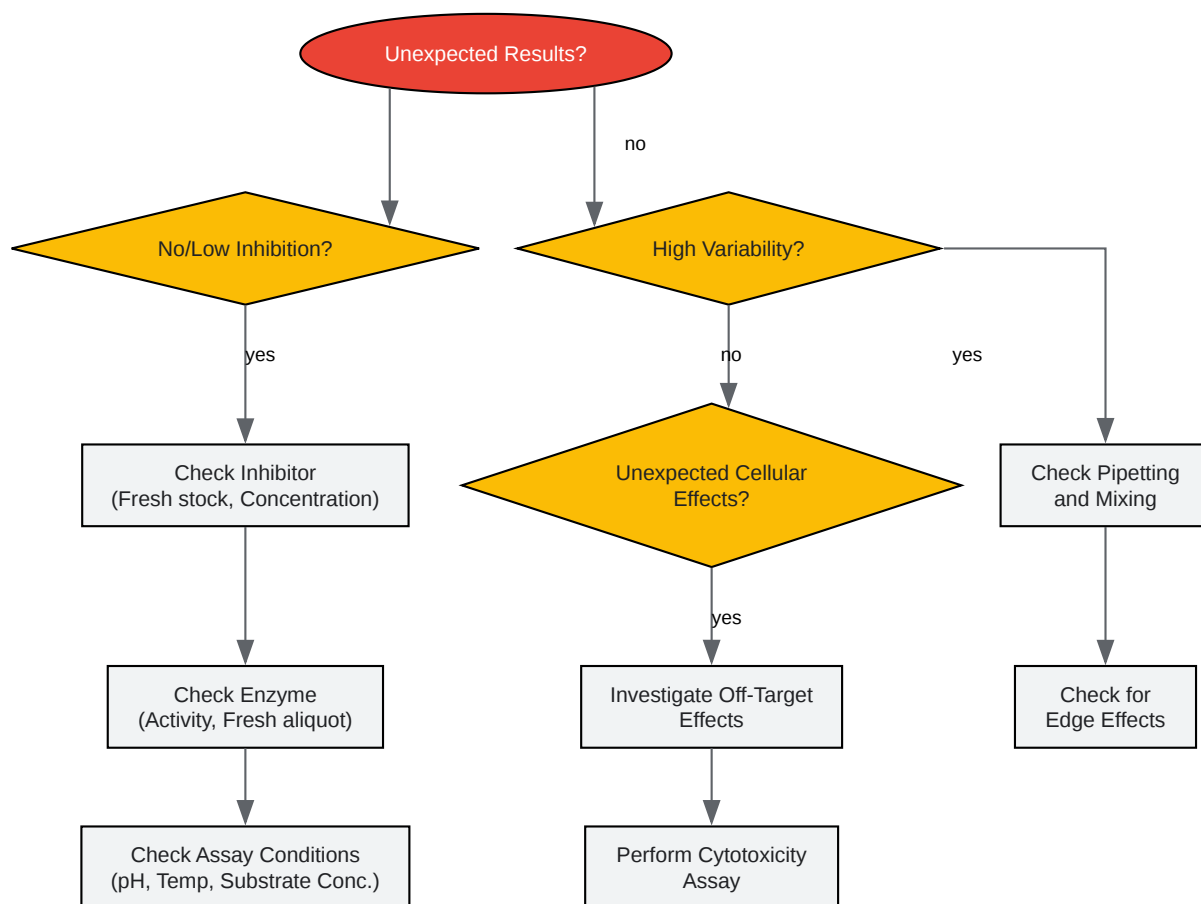 Unexpected Results?
no
No/Low Inhibition?
High Variability?
yes
no
yes
Check Inhibitor
(Fresh stock, Concentration)
Unexpected Cellular
Effects?
Check Pipetting
and Mixing
yes
Check Enzyme
(Activity, Fresh aliquot)
Investigate Off-Target
Effects
Check for
Edge Effects
Check Assay Conditions
(pH, Temp, Substrate Conc.)
Perform Cytotoxicity
Assay